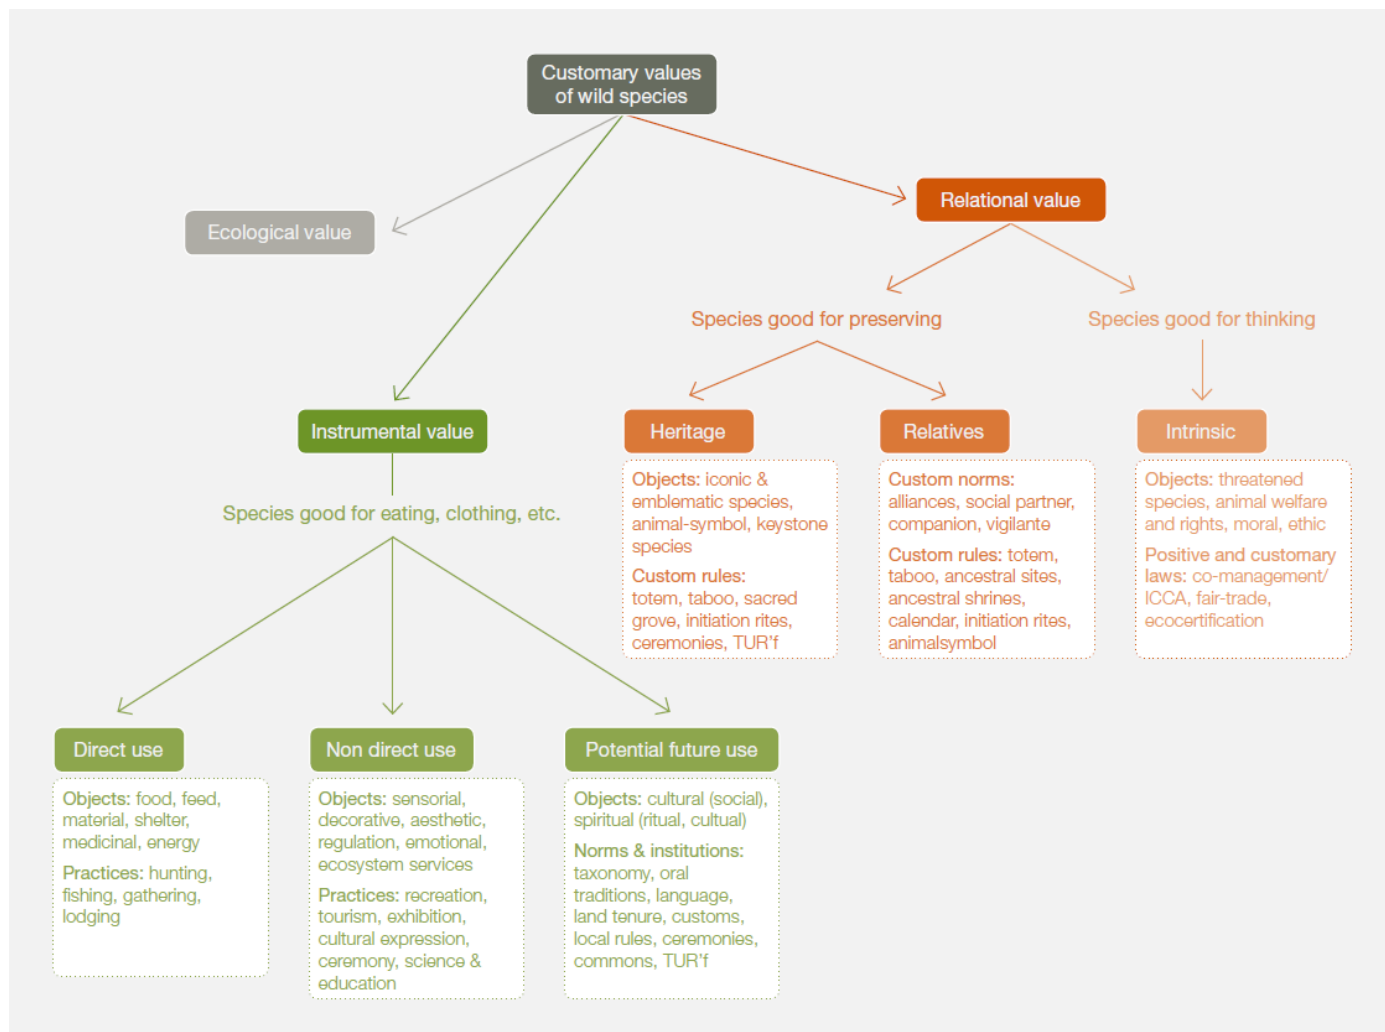 Customary values
of wild species
Relational value
Ecological value
Species good for preserving
Species good for thinking
Instrumental value
Heritage
Relatives
Intrinsic
Objects: iconic &
emblematic species,
animal-symbol, keystone
species
Custom rules:
totem, taboo, sacred
grove, initiation rites,
ceremonies, TUR'f
Custom norms:
alliances, social partner,
companion, vigilante
Custom rules: totem,
taboo, ancestral sites,
ancestral shrines,
calendar, initiation rites,
animalsymbol
Objects: threatened
species, animal welfare
and rights, moral, ethic
Positive and customary
laws: co-management/
ICCA, fair-trade,
ecocertification
Species good for eating, clothing, etc.
Direct use
Non direct use
Potential future use
Objects: food, feed,
material, shelter,
medicinal, energy
Practices: hunting,
fishing, gathering,
lodging
Objects: sensorial,
decorative, aesthetic,
regulation, emotional,
ecosystem services
Practices: recreation,
tourism, exhibition,
cultural expression,
ceremony, science &
education
Objects: cultural (social),
spiritual (ritual, cultual)
Norms & institutions:
taxonomy, oral
traditions, language,
land tenure, customs,
local rules, ceremonies,
commons, TUR'f